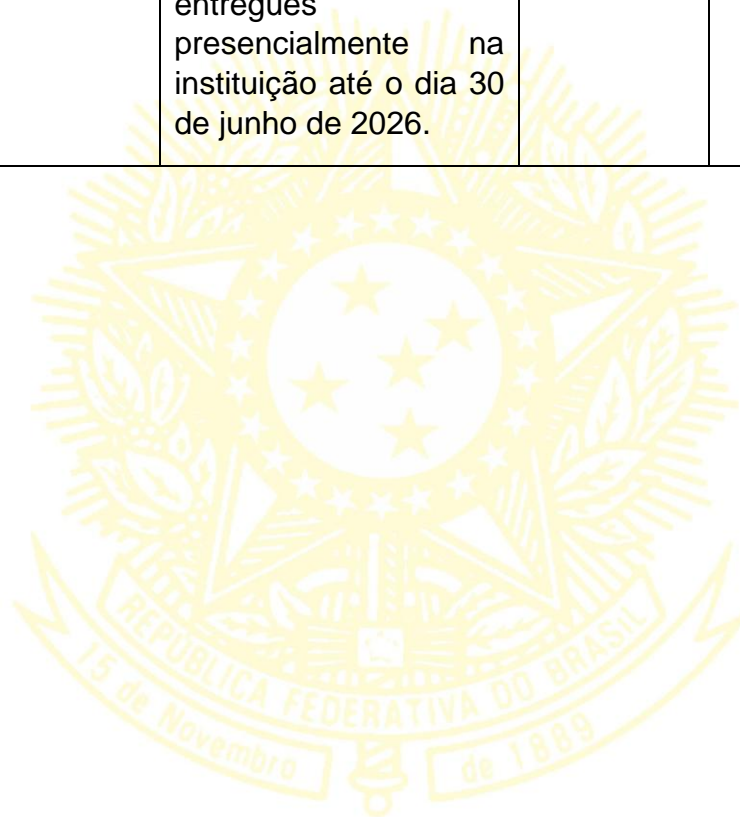 entregues
presencialmente na
instituição até o dia 30
de junho de 2026.
REPÚBLICA FEDERATIVA DO BRASIL
15 de Novembro de 1889